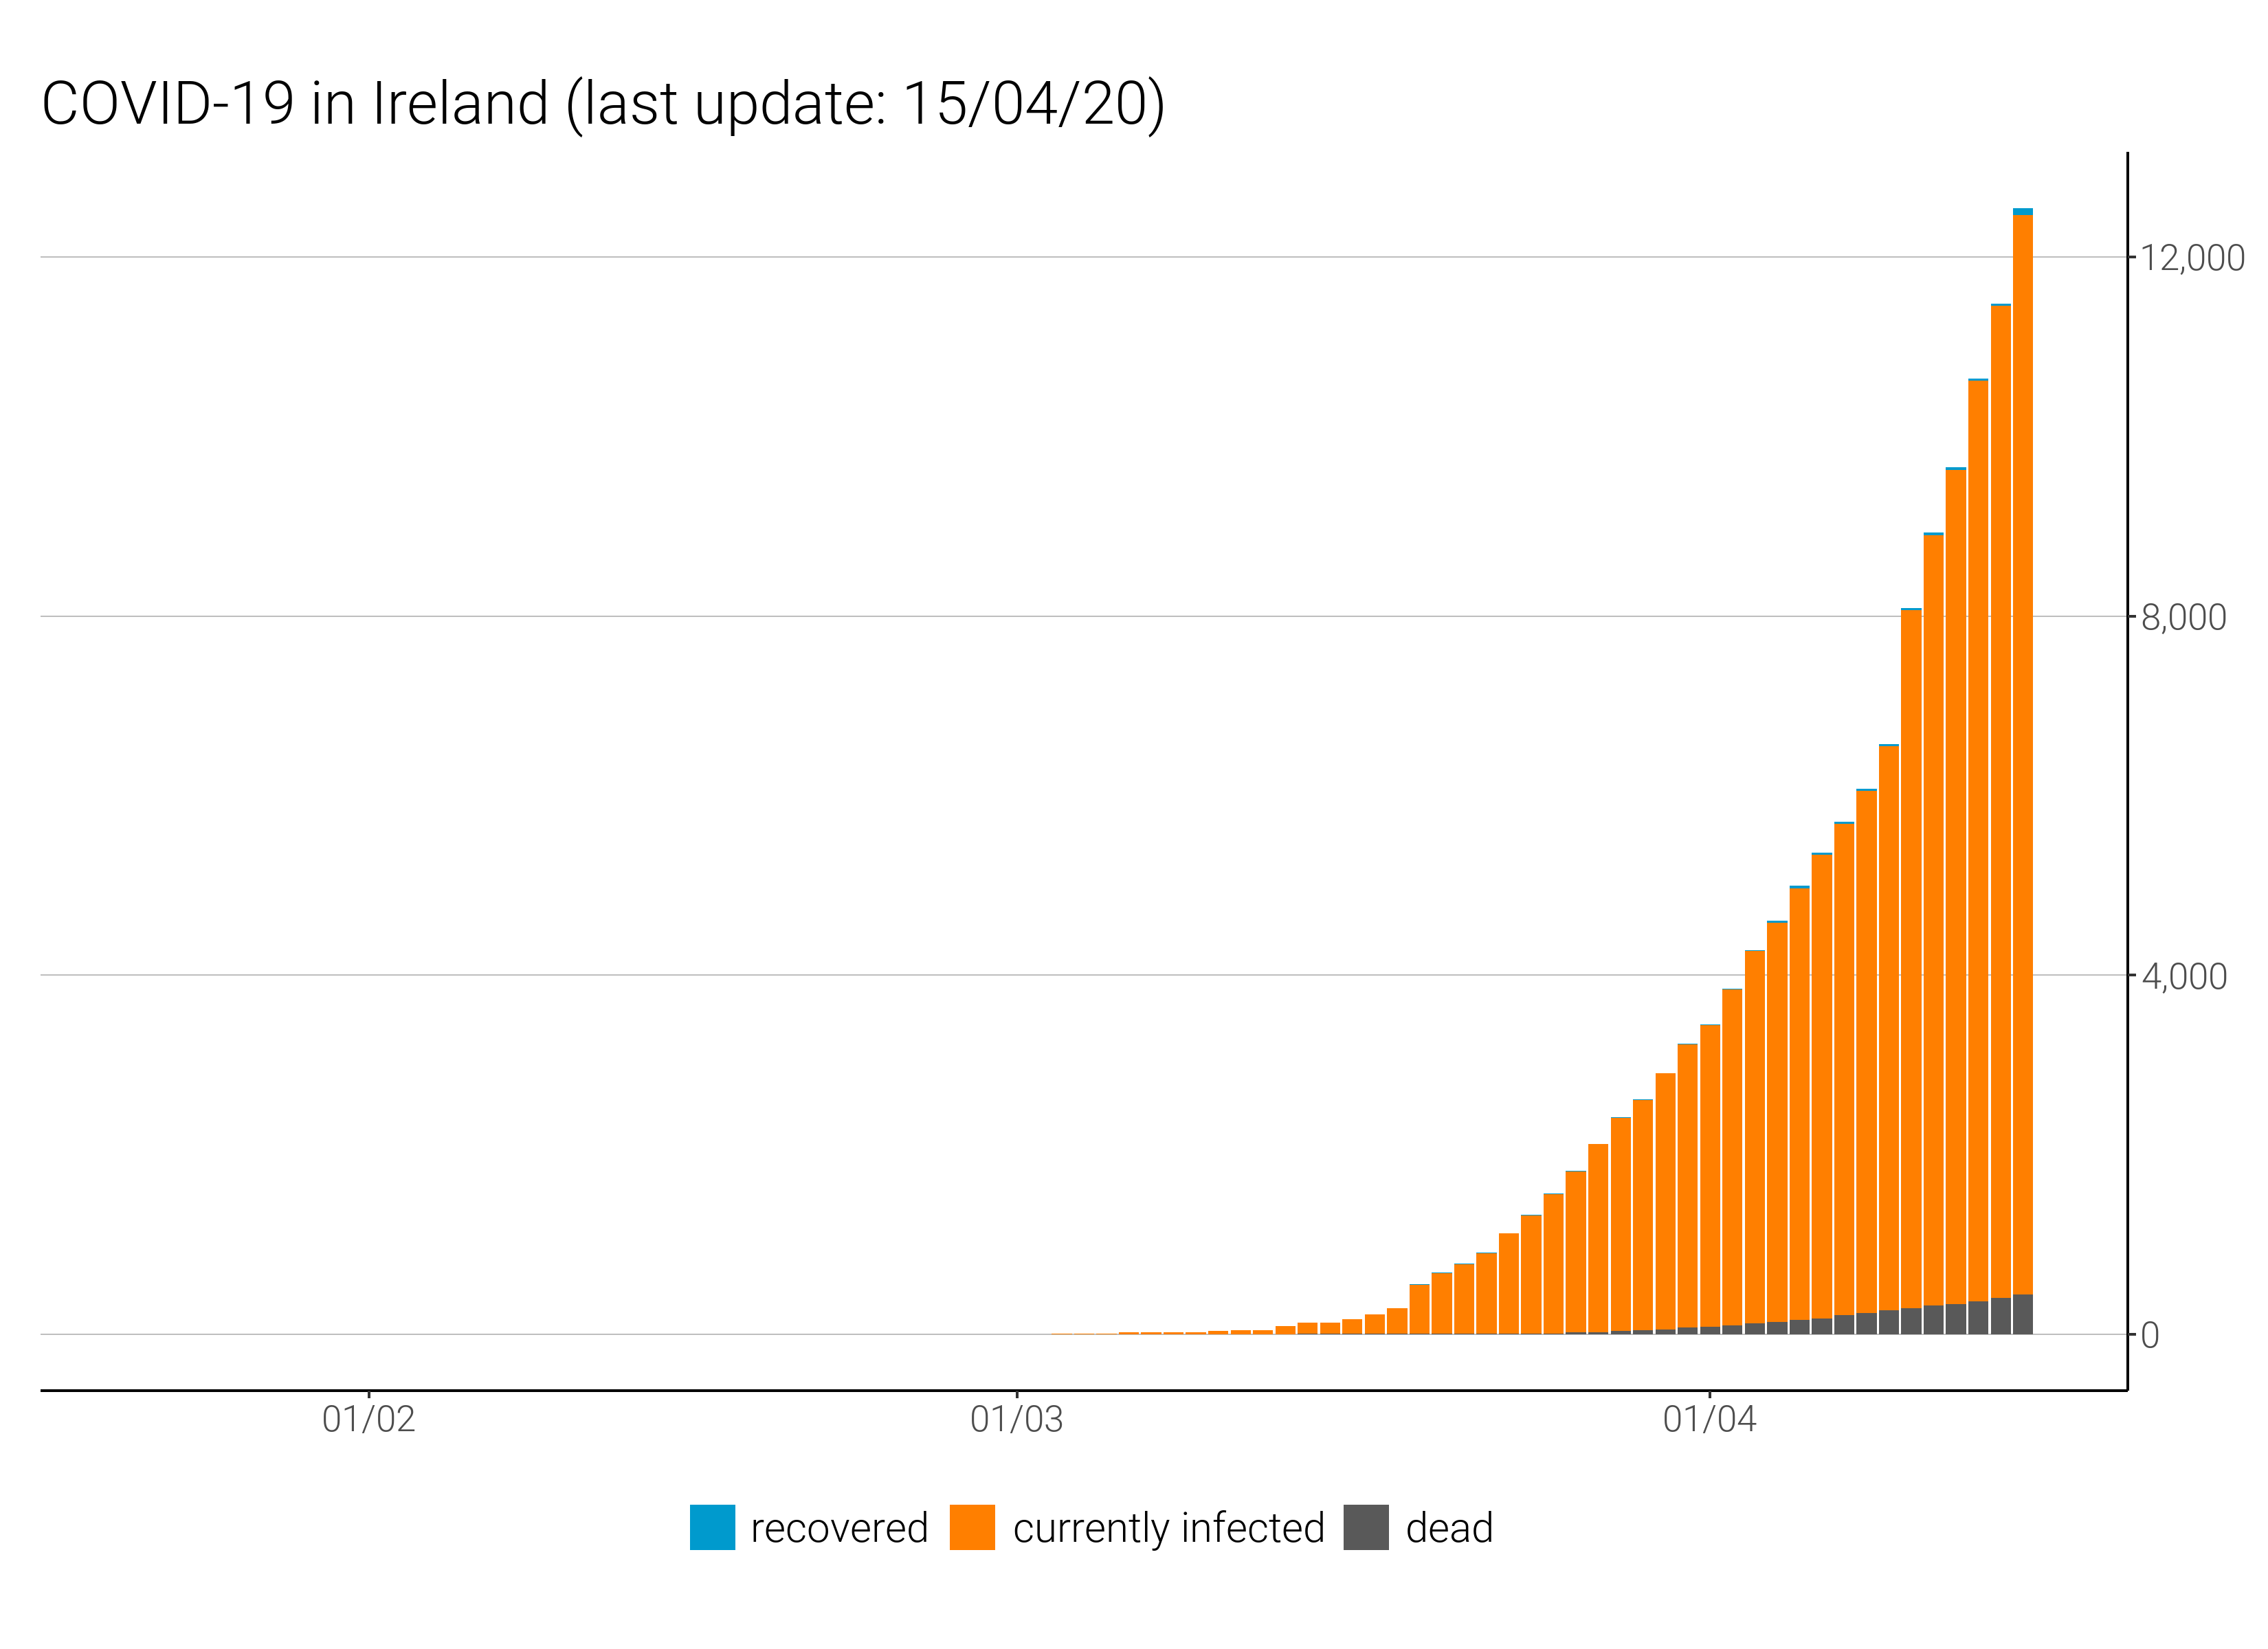 COVID-19 in Ireland (last update: 15/04/20)
12,000
8,000
4,000
0
01/02 01/03 01/04
recovered currently infected dead